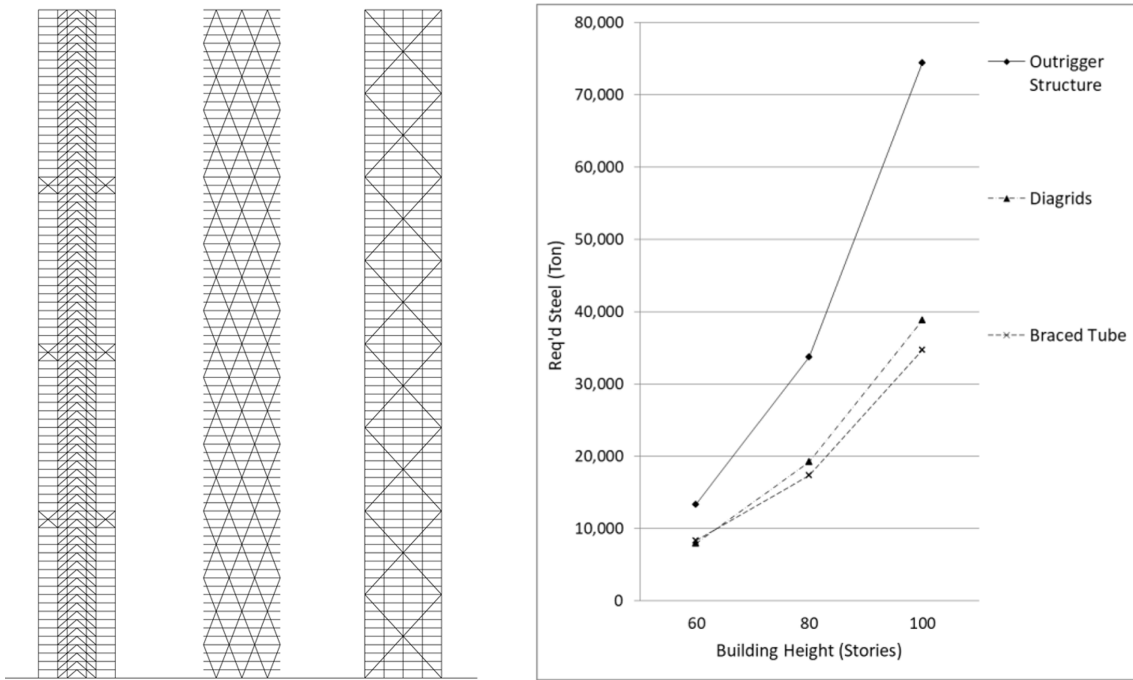 80,000
70,000
60,000
50,000
40,000
30,000
20,000
10,000
0
Req'd Steel (Ton)
60
80
100
Building Height (Stories)
Outrigger
Structure
Diagrids
Braced Tube